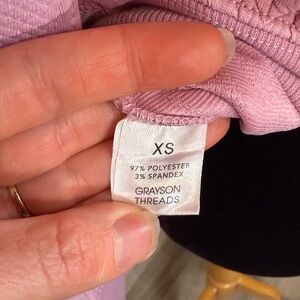 XS
97% POLYESTER
3% SPANDEX
GRAYSON
THREADS